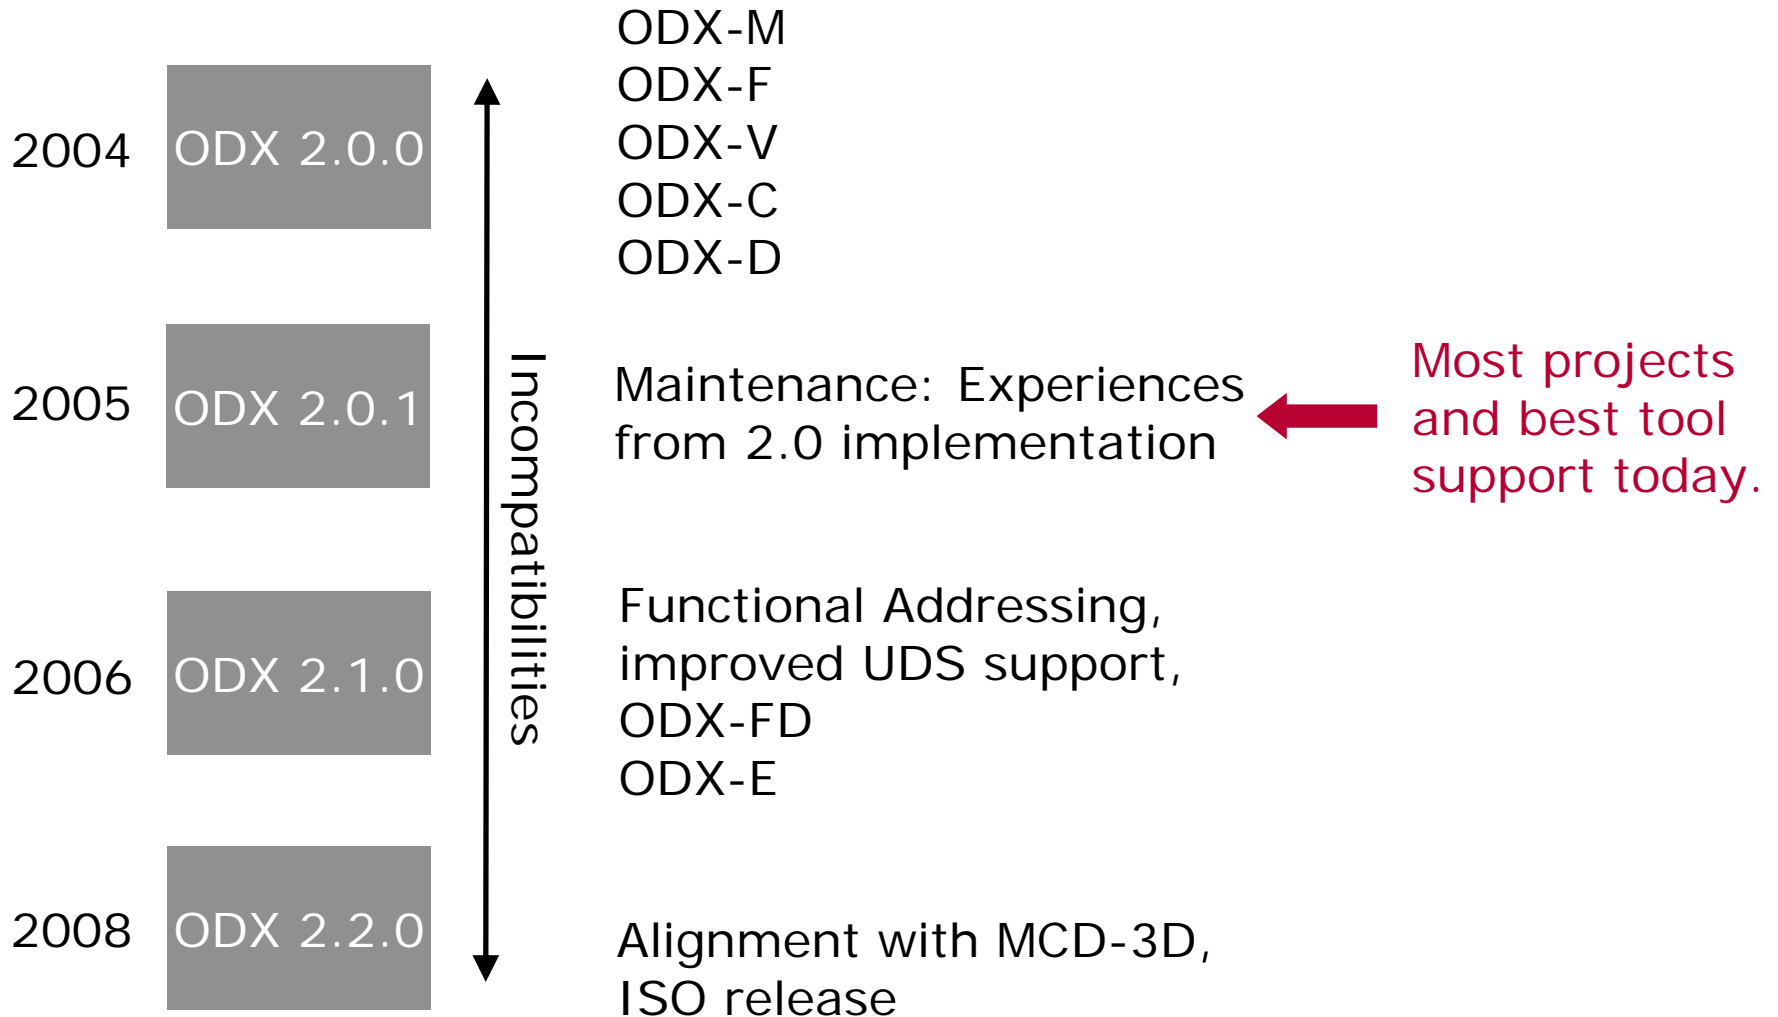 ODX-M
ODX-F
ODX-V
ODX-C
ODX-D
2004
ODX 2.0.0
2005
ODX 2.0.1
Maintenance: Experiences
from 2.0 implementation
Most projects
and best tool
support today.
Incompatibilities
2006
ODX 2.1.0
Functional Addressing,
improved UDS support,
ODX-FD
ODX-E
2008
ODX 2.2.0
Alignment with MCD-3D,
ISO release